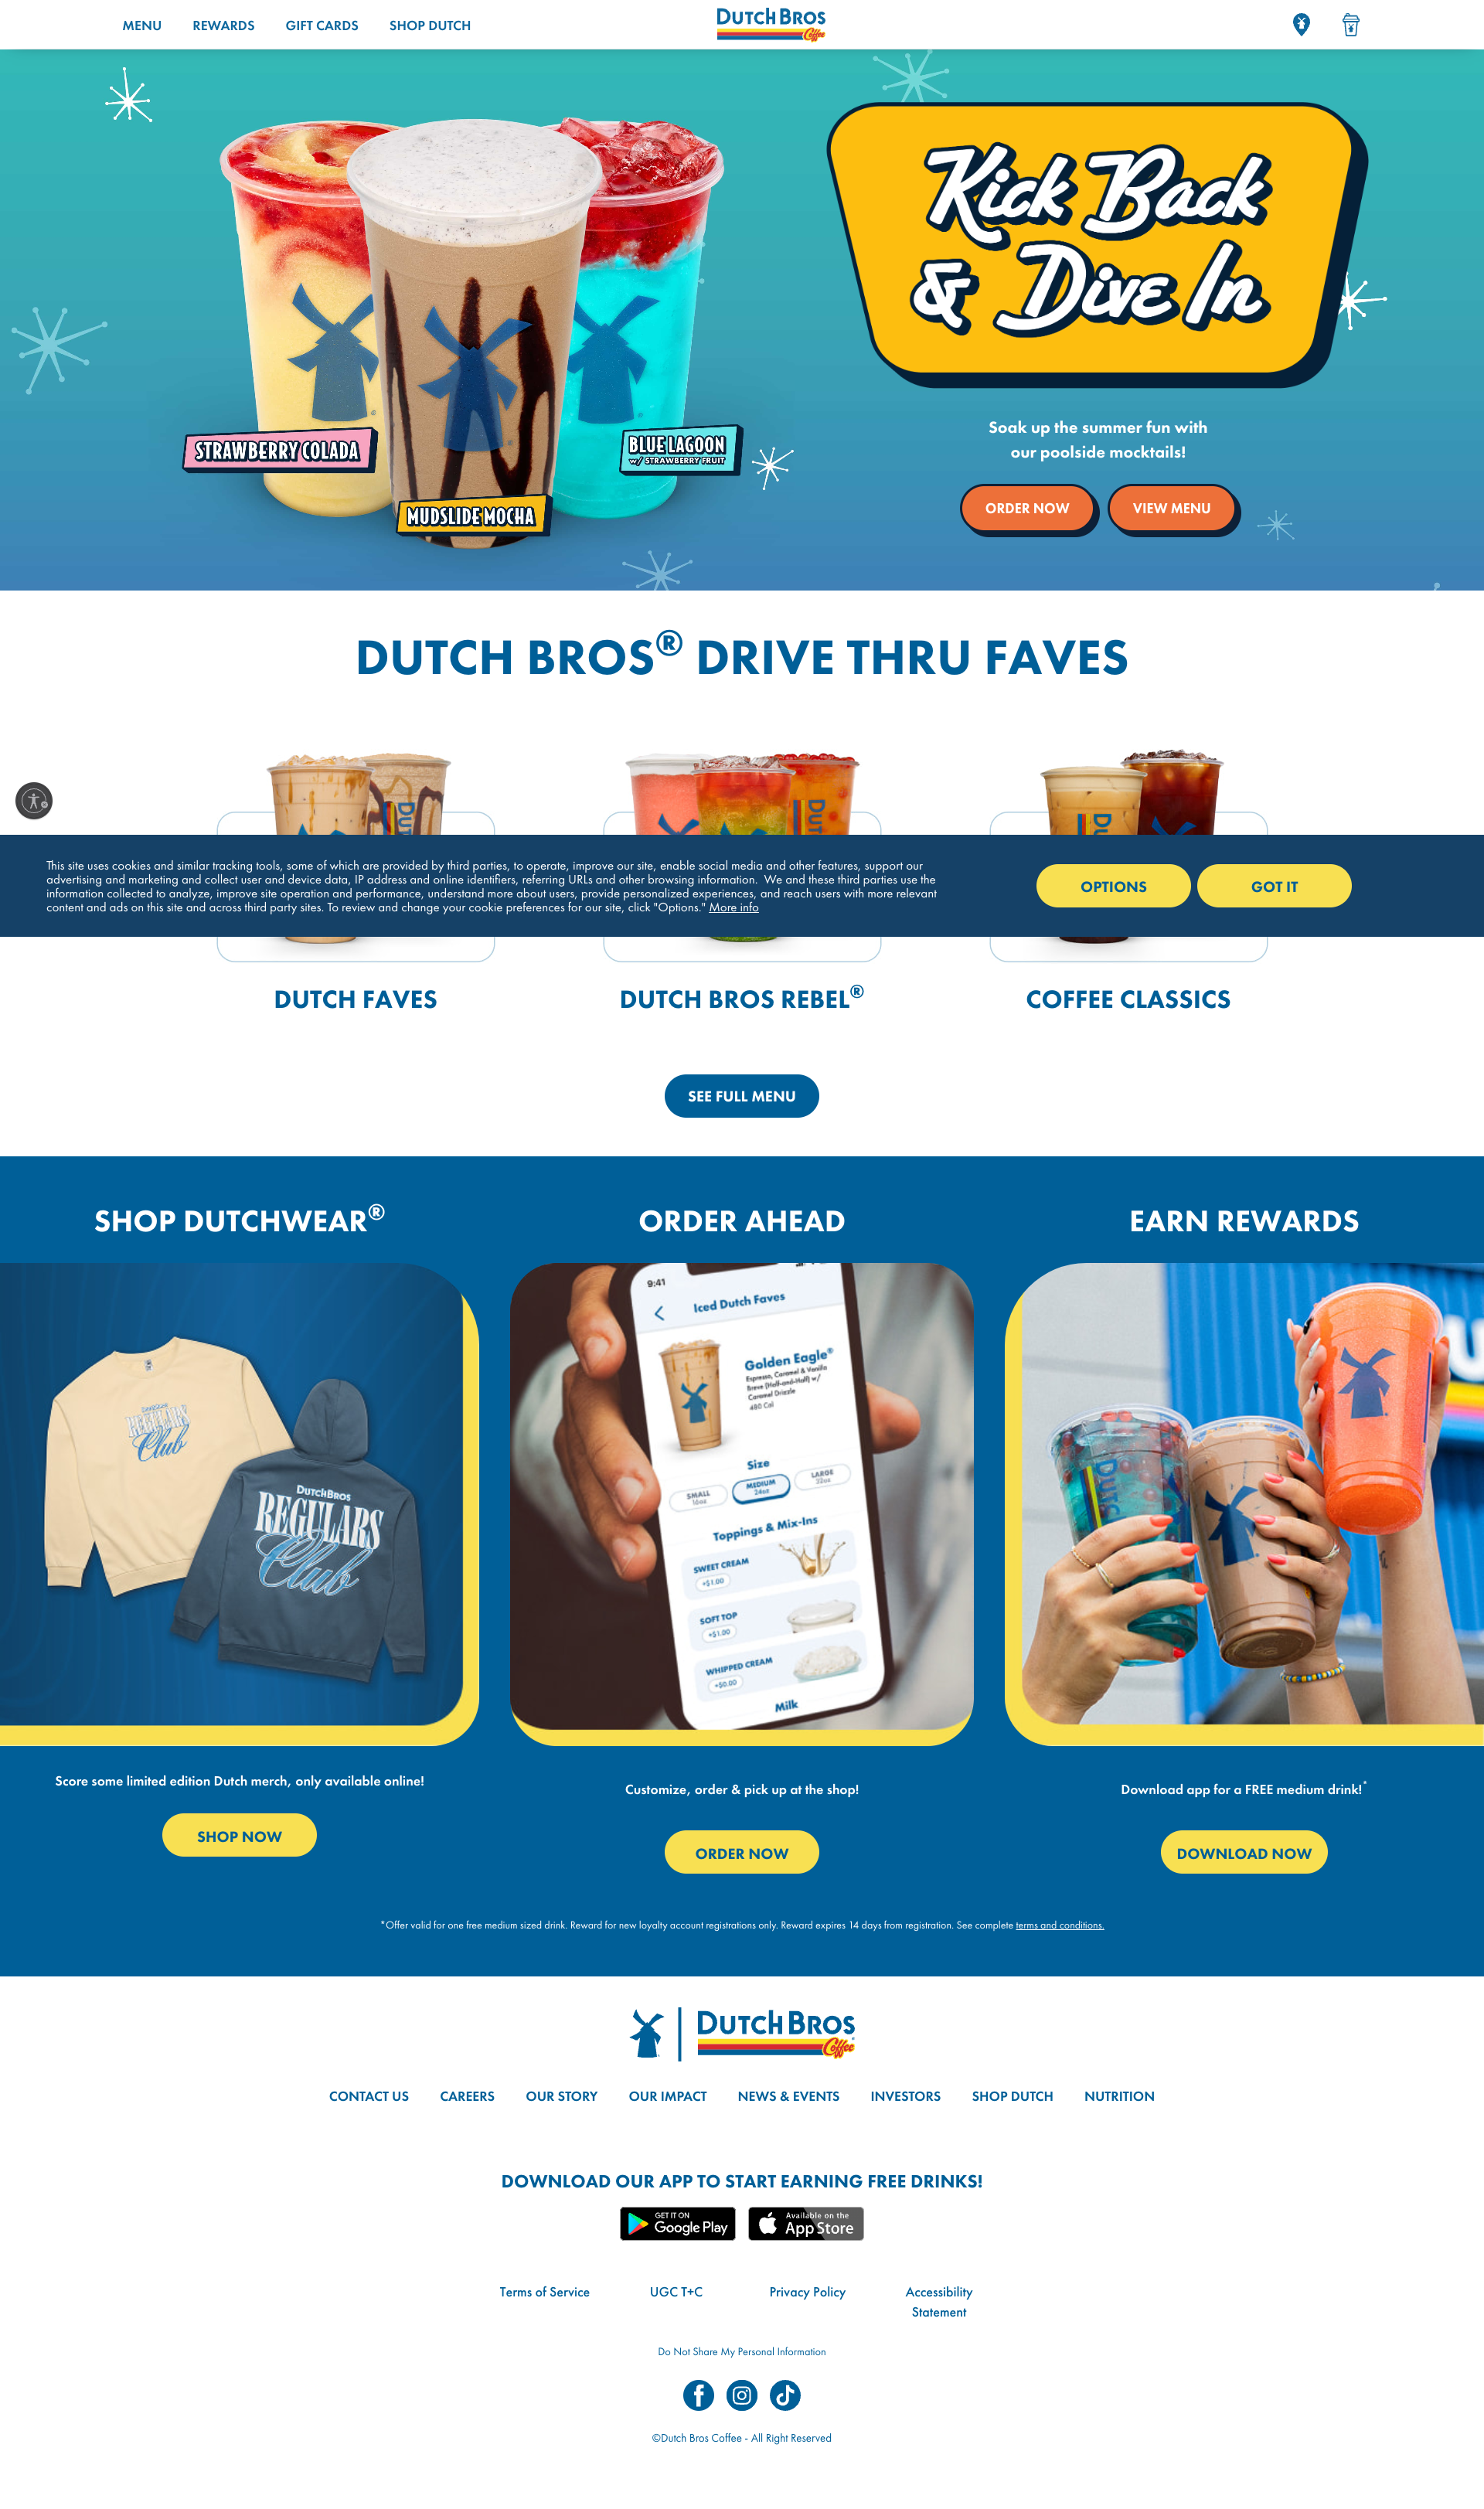 MENU
REWARDS
GIFT CARDS
SHOP DUTCH
DUTCH BROS
Coffee
Kick Back
& Dive In
STRAWBERRY COLADA
MUDSLIDE MOCHA
BLUE LAGOON
w/ STRAWBERRY FRUIT
Soak up the summer fun with
our poolside mocktails!
ORDER NOW
VIEW MENU
DUTCH BROS® DRIVE THRU FAVES
This site uses cookies and similar tracking tools, some of which are provided by third parties, to operate, improve our site, enable social media and other features, support our
advertising and marketing and collect user and device data, IP address and online identifiers, referring URLs and other browsing information.  We and these third parties use the
information collected to analyze, improve site operation and performance, understand more about users, provide personalized experiences, and reach users with more relevant
content and ads on this site and across third party sites. To review and change your cookie preferences for our site, click "Options." More info
OPTIONS
GOT IT
DUTCH FAVES
DUTCH BROS REBEL®
COFFEE CLASSICS
SEE FULL MENU
SHOP DUTCHWEAR®
ORDER AHEAD
EARN REWARDS
REGULARS
Club
DUTCH BROS
REGULARS
Club
9:41
Iced Dutch Faves
Golden Eagle®
Espresso, Caramel & Vanilla
Breve (Half-and-Half) w/
Caramel Drizzle
480 Cal
Size
SMALL
16oz
MEDIUM
24oz
LARGE
32oz
Toppings & Mix-Ins
SWEET CREAM
+$1.00
SOFT TOP
+$1.00
WHIPPED CREAM
+$0.00
Milk
Score some limited edition Dutch merch, only available online!
SHOP NOW
Customize, order & pick up at the shop!
ORDER NOW
Download app for a FREE medium drink!*
DOWNLOAD NOW
*Offer valid for one free medium sized drink. Reward for new loyalty account registrations only. Reward expires 14 days from registration. See complete terms and conditions.
DUTCH BROS
Coffee
CONTACT US
CAREERS
OUR STORY
OUR IMPACT
NEWS & EVENTS
INVESTORS
SHOP DUTCH
NUTRITION
DOWNLOAD OUR APP TO START EARNING FREE DRINKS!
GET IT ON
Google Play
Available on the
App Store
Terms of Service
UGC T+C
Privacy Policy
Accessibility
Statement
Do Not Share My Personal Information
©Dutch Bros Coffee - All Right Reserved